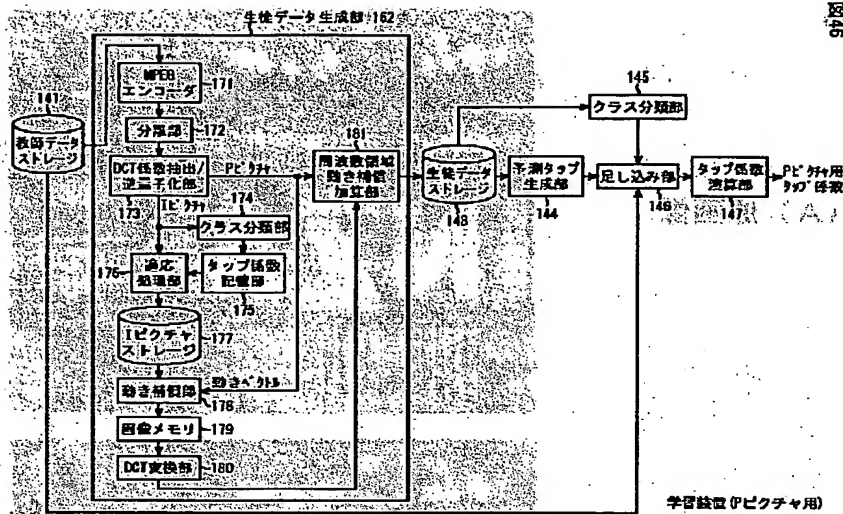 図46
生徒データ生成部 162
MPEG
エンコーダ
171
141
教師データ
ストレージ
分離部
172
DCT係数抽出/
逆量子化部
173
Pピクチャ
Iピクチャ
174
クラス分類部
適応
処理部
176
タップ係数
記憶部
175
Iピクチャ
ストレージ
177
動きベクトル
動き補償部
178
画像メモリ
179
DCT変換部
180
181
周波数領域
動き補償
加算部
生徒データ
ストレージ
143
145
クラス分類部
予測タップ
生成部
144
足し込み部
146
タップ係数
演算部
147
Pピクチャ用
タップ係数
学習装置(Pピクチャ用)